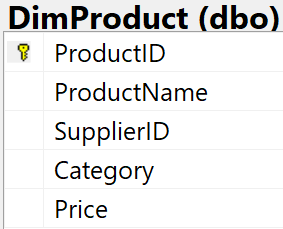 DimProduct (dbo)
ProductID
ProductName
SupplierID
Category
Price